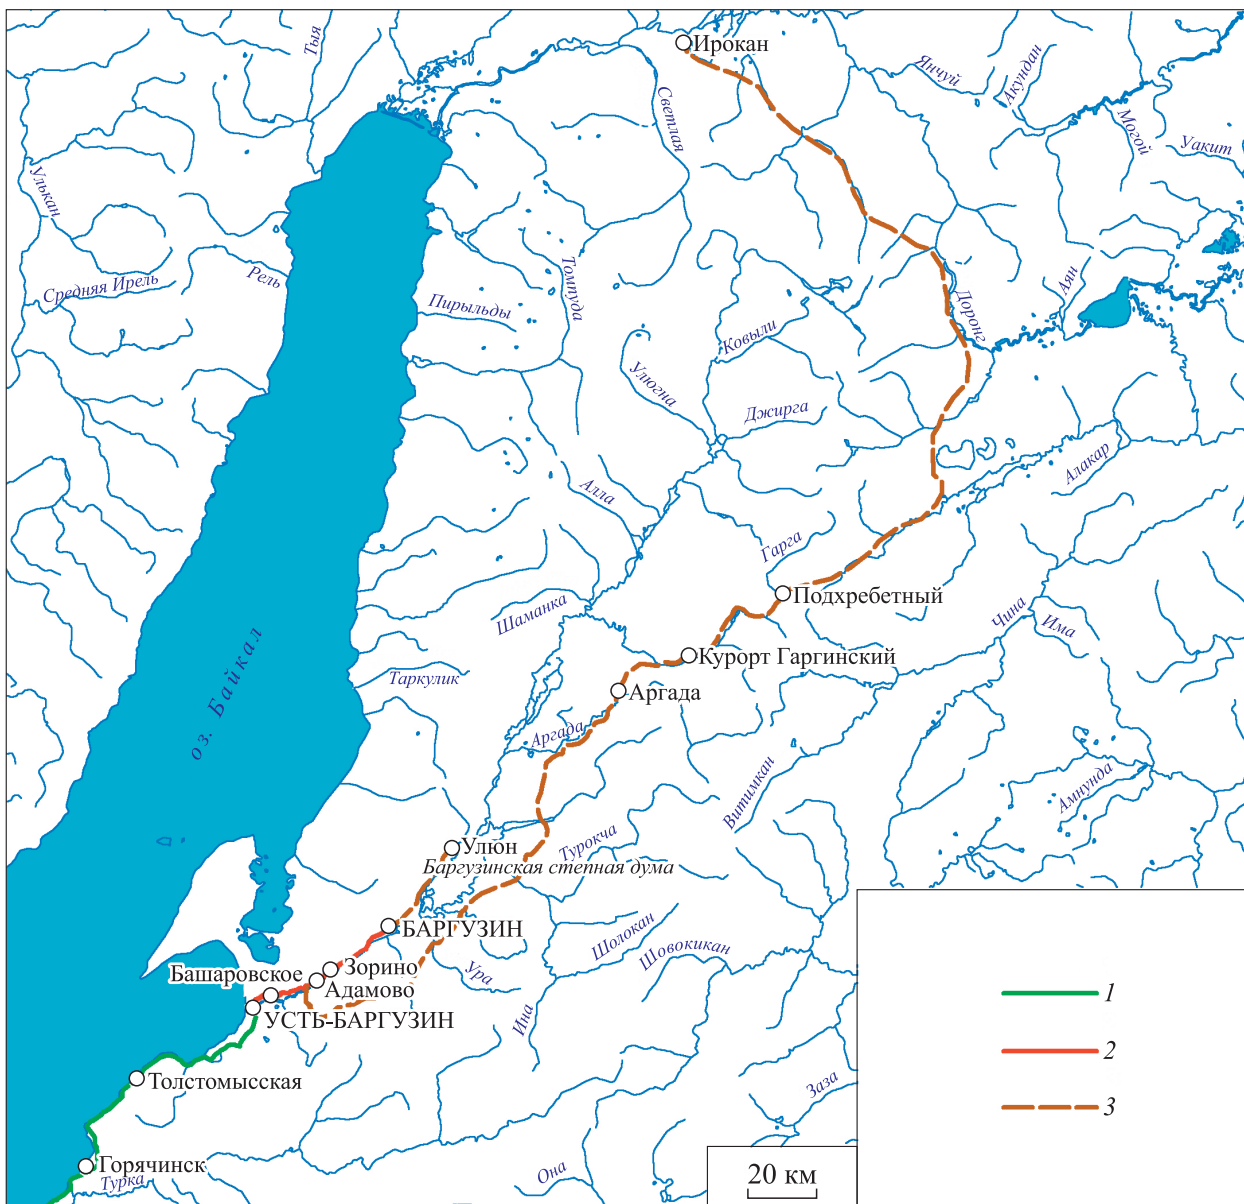 Ирокан
Тыя
Янчуй
Акундан
Светлая
Могой
Уакит
Улькан
Средняя Ирель
Рель
Томпуда
Пирыльды
Аян
Доронг
Ковыли
Улюгна
Джирга
Алла
Алакар
Гарга
Подхребетный
Шаманка
Чина
Има
оз. Байкал
Курорт Гаргинский
Таркулик
Аргада
Аргада
Витимкан
Амнунда
Турокча
Улюн
Баргузинская степная дума
БАРГУЗИН
Шолокан
Шовокикан
Зорино
Башаровское
Ура
Адамово
УСТЬ-БАРГУЗИН
Ина
1
2
3
Толстомысская
Заза
Горячинск
Турка
Она
20 км